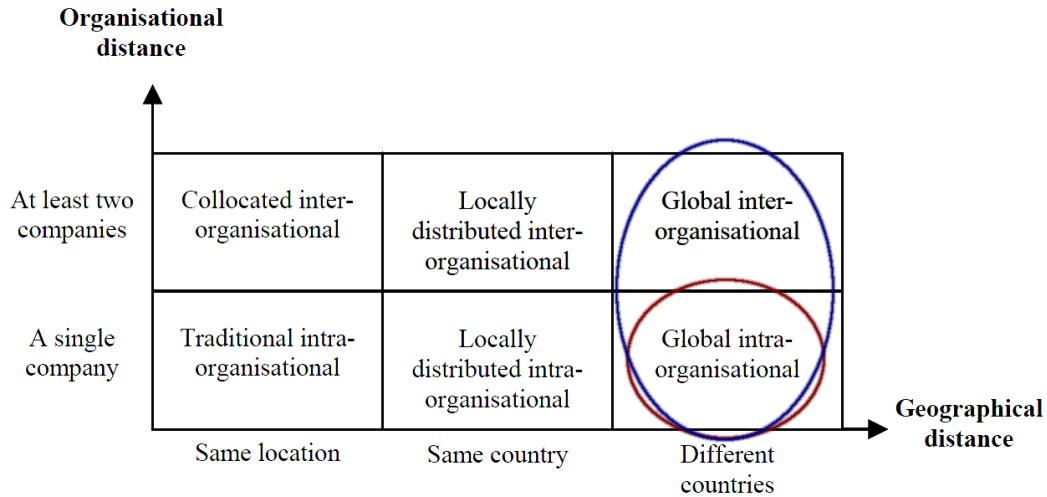 Organisational
distance
At least two
companies
Collocated inter-
organisational
Locally
distributed inter-
organisational
Global inter-
organisational
A single
company
Traditional intra-
organisational
Locally
distributed intra-
organisational
Global intra-
organisational
Geographical
distance
Same location
Same country
Different
countries